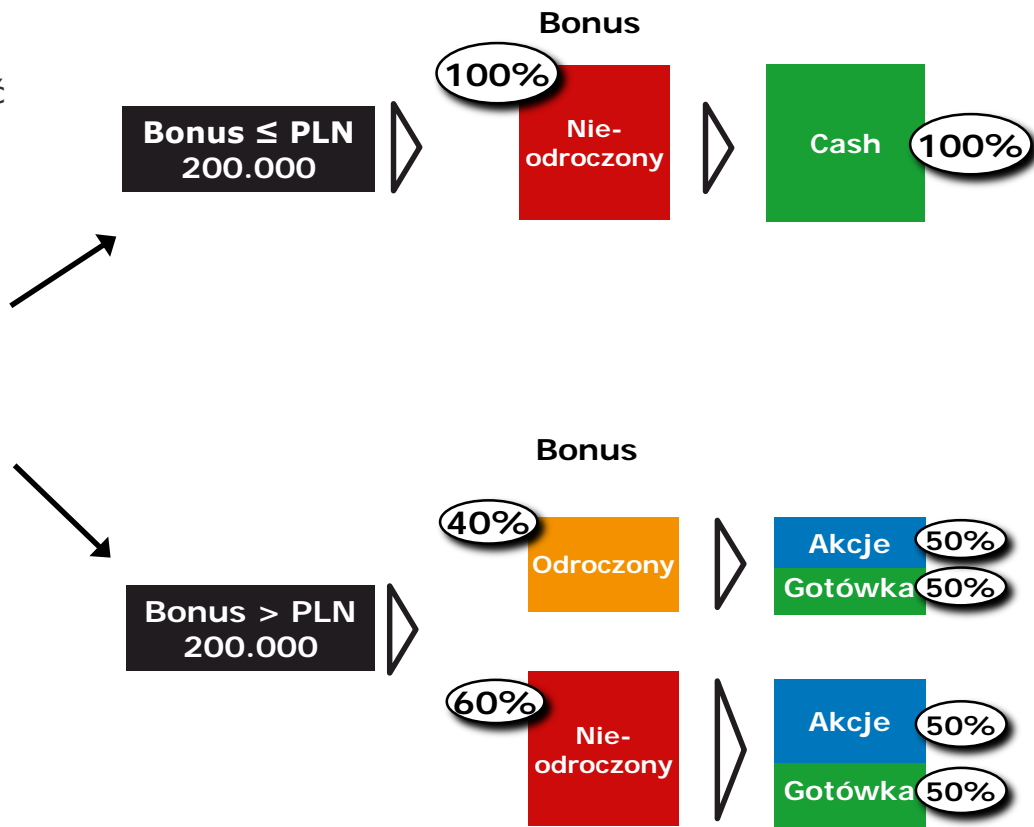 Bonus
100%
Bonus ≤ PLN
200.000
Nie-
odroczony
Cash
100%
Bonus
40%
Odroczony
Akcje
50%
Gotówka
50%
Bonus > PLN
200.000
60%
Nie-
odroczony
Akcje
50%
Gotówka
50%